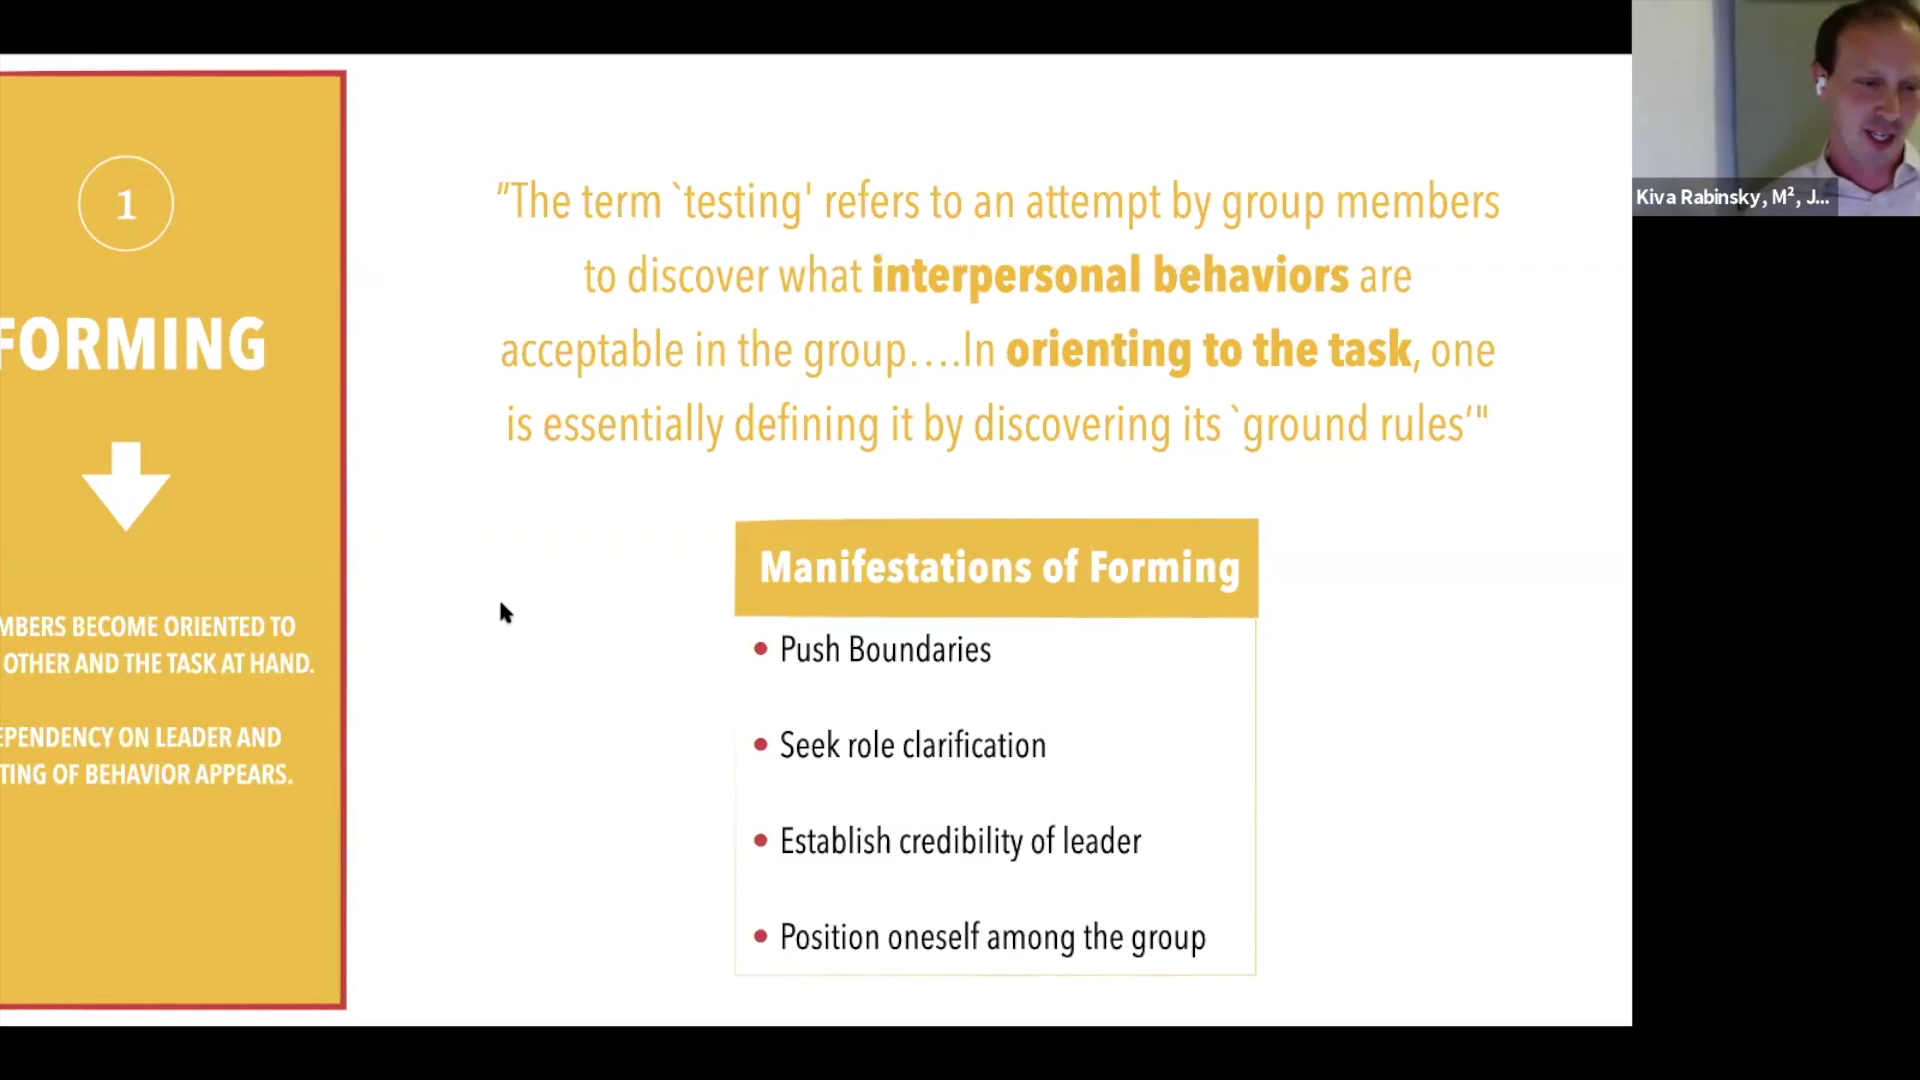 1
FORMING
MBERS BECOME ORIENTED TO
OTHER AND THE TASK AT HAND.
EPENDENCY ON LEADER AND
TING OF BEHAVIOR APPEARS.
"The term `testing' refers to an attempt by group members
to discover what interpersonal behaviors are
acceptable in the group….In orienting to the task, one
is essentially defining it by discovering its `ground rules'"
Manifestations of Forming
• Push Boundaries
• Seek role clarification
• Establish credibility of leader
• Position oneself among the group
Kiva Rabinsky, M², J...